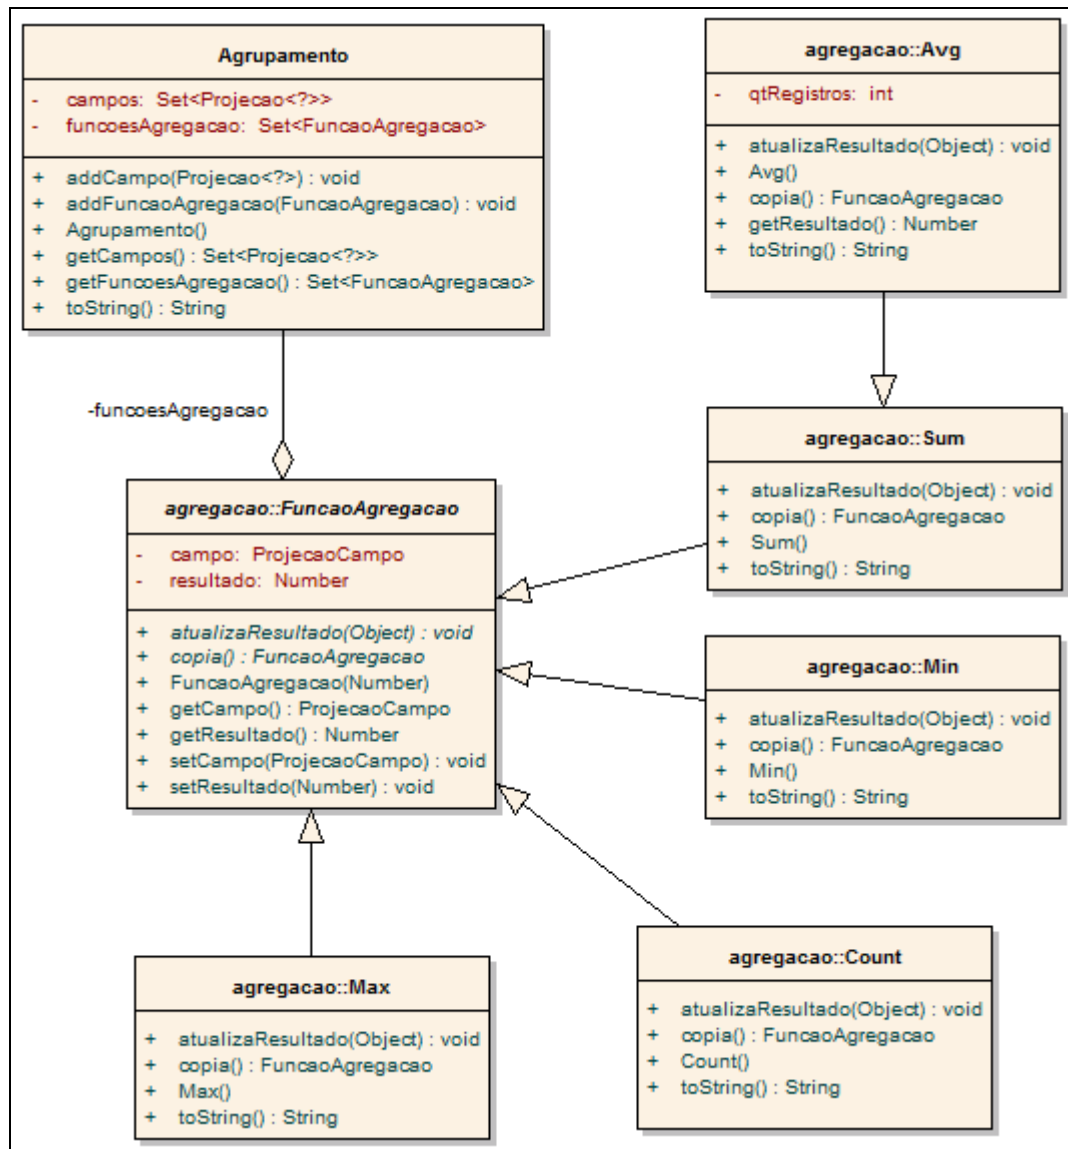 Agrupamento
- campos: Set<Projecao<?>>
- funcoesAgregacao: Set<FuncaoAgregacao>
+ addCampo(Projecao<?>) : void
+ addFuncaoAgregacao(FuncaoAgregacao) : void
+ Agrupamento()
+ getCampos() : Set<Projecao<?>>
+ getFuncoesAgregacao() : Set<FuncaoAgregacao>
+ toString() : String
agregacao::Avg
- qtRegistros: int
+ atualizaResultado(Object) : void
+ Avg()
+ copia() : FuncaoAgregacao
+ getResultado() : Number
+ toString() : String
-funcoesAgregacao
agregacao::Sum
+ atualizaResultado(Object) : void
+ copia() : FuncaoAgregacao
+ Sum()
+ toString() : String
agregacao::FuncaoAgregacao
- campo: ProjecaoCampo
- resultado: Number
+ atualizaResultado(Object) : void
+ copia() : FuncaoAgregacao
+ FuncaoAgregacao(Number)
+ getCampo() : ProjecaoCampo
+ getResultado() : Number
+ setCampo(ProjecaoCampo) : void
+ setResultado(Number) : void
agregacao::Min
+ atualizaResultado(Object) : void
+ copia() : FuncaoAgregacao
+ Min()
+ toString() : String
agregacao::Max
+ atualizaResultado(Object) : void
+ copia() : FuncaoAgregacao
+ Max()
+ toString() : String
agregacao::Count
+ atualizaResultado(Object) : void
+ copia() : FuncaoAgregacao
+ Count()
+ toString() : String